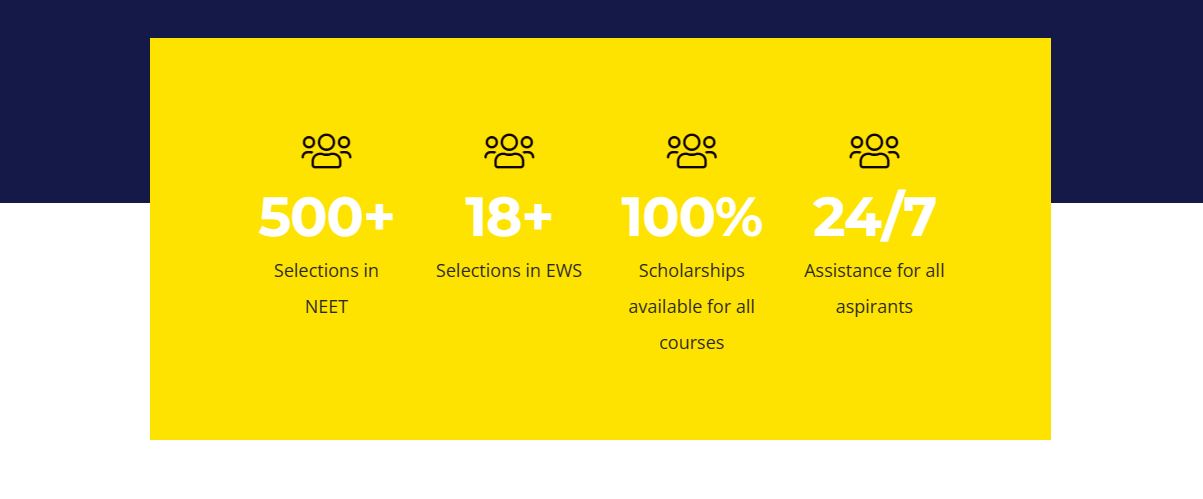 500+ 18+ 100% 24/7
Selections in Selections in EWS Scholarships Assistance for all
NEET available for all aspirants
courses